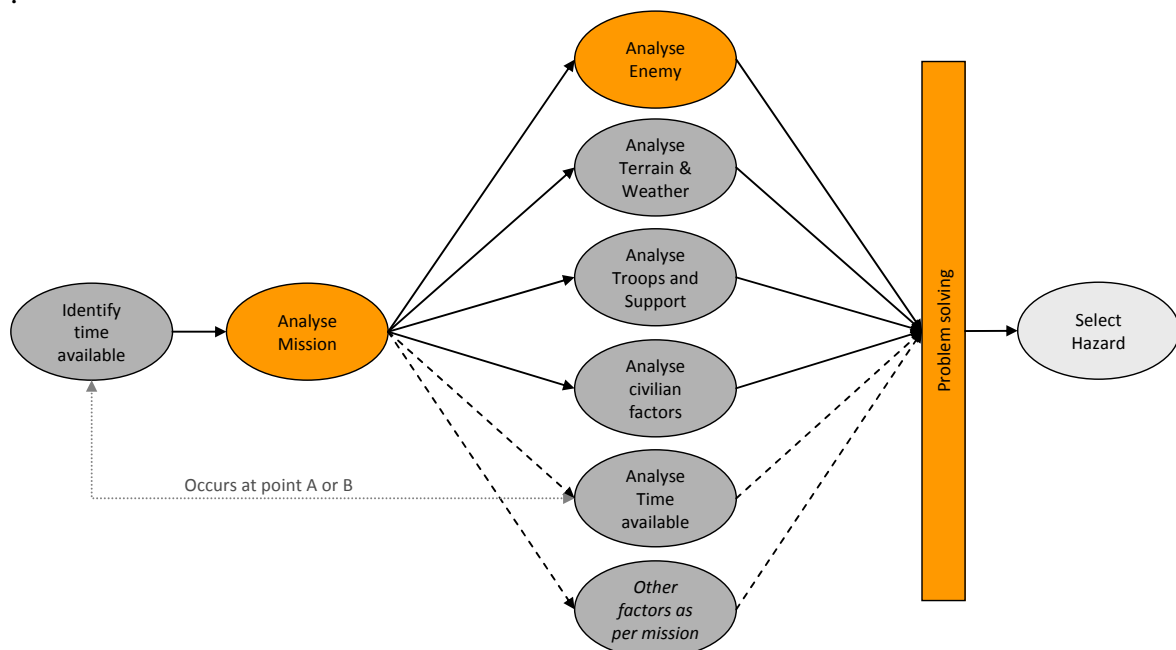 .
Analyse
Enemy
Analyse
Terrain &
Weather
Analyse
Troops and
Support
Identify
time
available
Analyse
Mission
Problem solving
Select
Hazard
Analyse
civilian
factors
Occurs at point A or B
Analyse
Time
available
Other
factors as
per mission